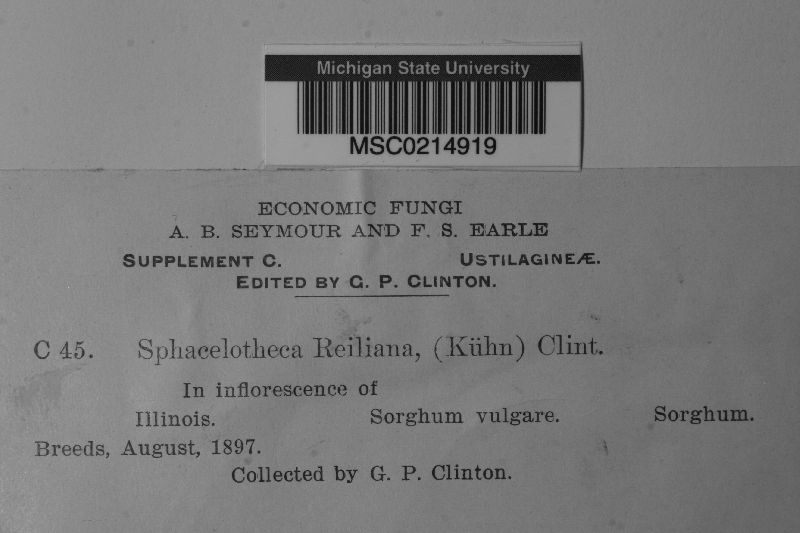 Michigan State University
MSC0214919
ECONOMIC FUNGI
A. B. SEYMOUR AND F. S. EARLE
SUPPLEMENT C. USTILAGINEÆ.
EDITED BY G. P. CLINTON.
C 45. Sphacelotheca Reiliana, (Kühn) Clint.
In inflorescence of
Illinois. Sorghum vulgare. Sorghum.
Breeds, August, 1897.
Collected by G. P. Clinton.